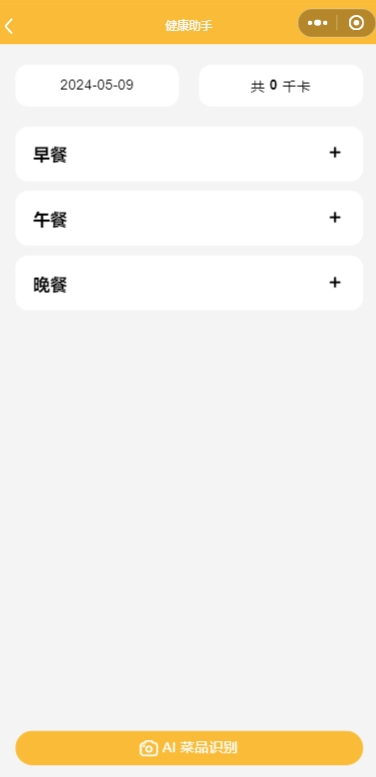 健康助手
2024-05-09
共 0 千卡
早餐 +
午餐 +
晚餐 +
AI 菜品识别